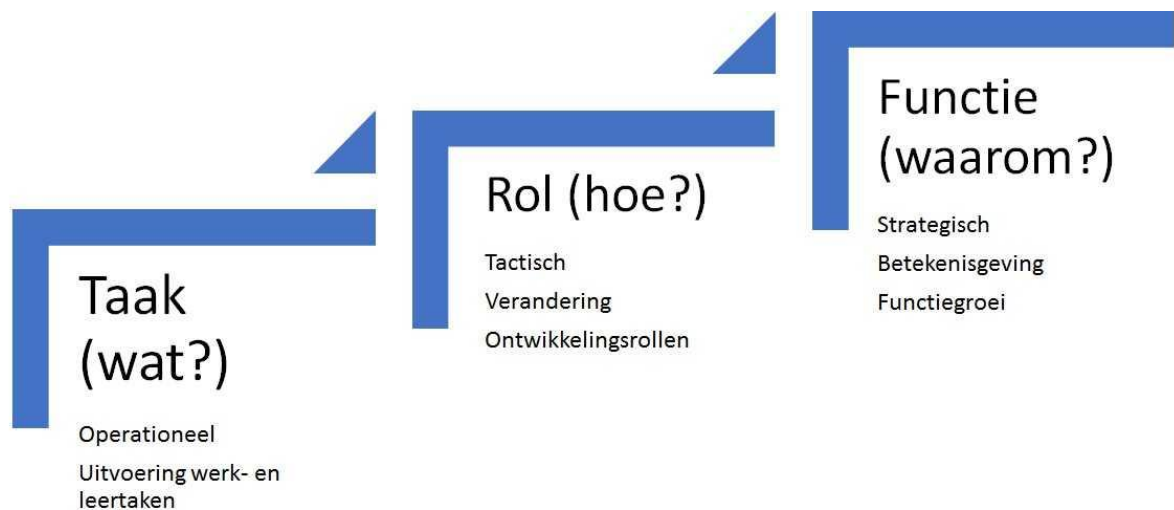 Taak
(wat?)
Operationeel
Uitvoering werk- en
leertaken
Rol (hoe?)
Tactisch
Verandering
Ontwikkelingsrollen
Functie
(waarom?)
Strategisch
Betekenisgeving
Functiegroei